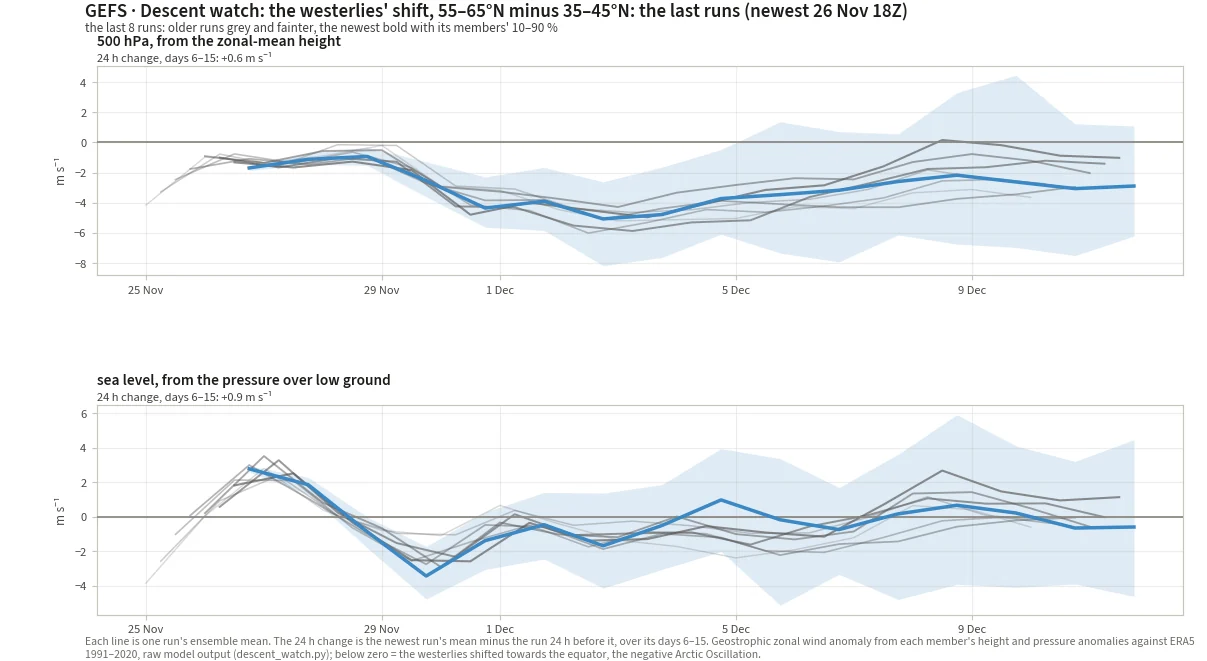 GEFS · Descent watch: the westerlies' shift, 55–65°N minus 35–45°N: the last runs (newest 26 Nov 18Z)
the last 8 runs: older runs grey and fainter, the newest bold with its members' 10–90 %
500 hPa, from the zonal-mean height
24 h change, days 6–15: +0.6 m s⁻¹
4
2
0
−2
−4
−6
−8
m s⁻¹
25 Nov
29 Nov
1 Dec
5 Dec
9 Dec
sea level, from the pressure over low ground
24 h change, days 6–15: +0.9 m s⁻¹
6
4
2
0
−2
−4
m s⁻¹
25 Nov
29 Nov
1 Dec
5 Dec
9 Dec
Each line is one run's ensemble mean. The 24 h change is the newest run's mean minus the run 24 h before it, over its days 6–15. Geostrophic zonal wind anomaly from each member's height and pressure anomalies against ERA5
1991–2020, raw model output (descent_watch.py); below zero = the westerlies shifted towards the equator, the negative Arctic Oscillation.